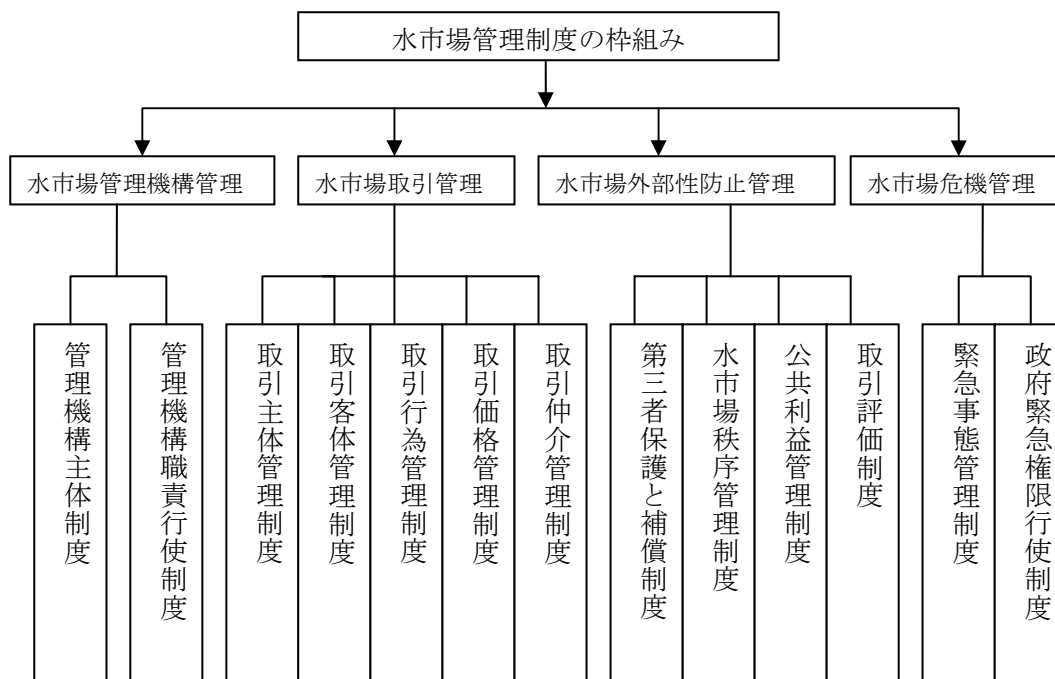 水市場管理制度の枠組み
水市場管理機構管理
水市場取引管理
水市場外部性防止管理
水市場危機管理
管理機構主体制度
管理機構職責行使制度
取引主体管理制度
取引客体管理制度
取引行為管理制度
取引価格管理制度
取引仲介管理制度
第三者保護と補償制度
水市場秩序管理制度
公共利益管理制度
取引評価制度
緊急事態管理制度
政府緊急権限行使制度